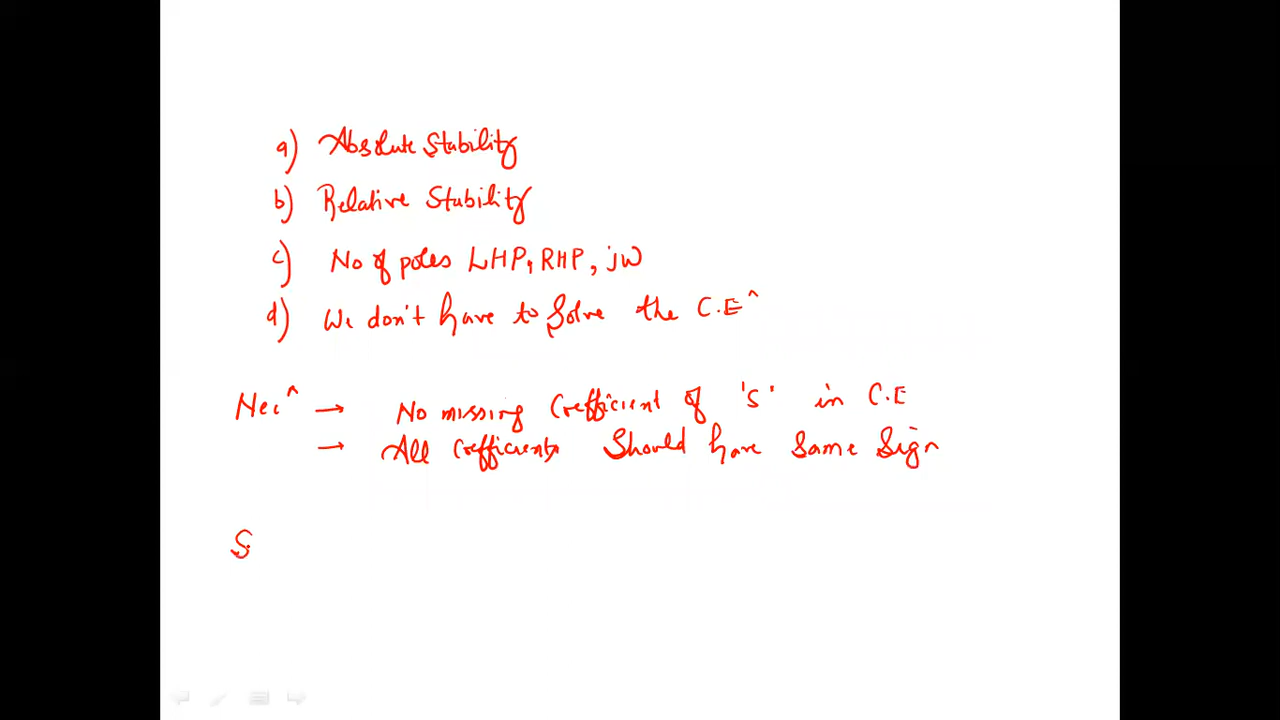 a) Absolute Stability
b) Relative Stability
c) No of poles LHP, RHP, jw
d) We don't have to Solve the C.E^
Nec^ → No missing Coefficient of 's' in C.E
→ All Coefficients Should have Same Sign
S